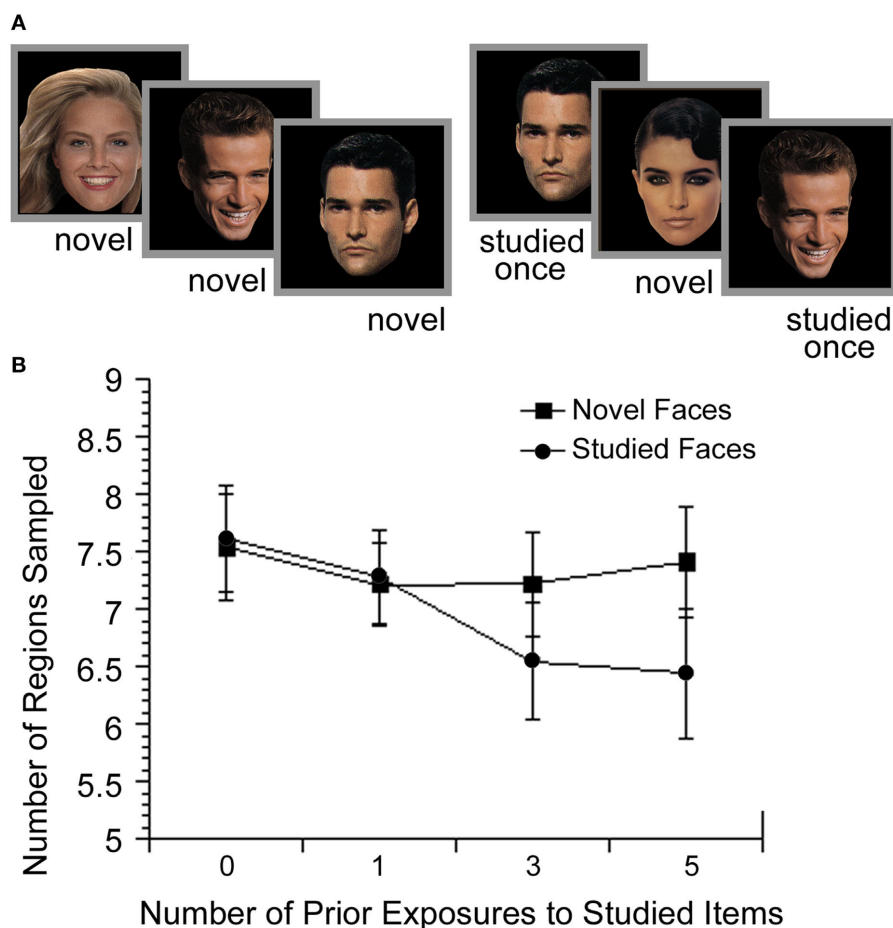 A
novel
novel
novel
studied
once
novel
studied
once
B
Number of Regions Sampled
9
8.5
8
7.5
7
6.5
6
5.5
5
Novel Faces
Studied Faces
0 1 3 5
Number of Prior Exposures to Studied Items